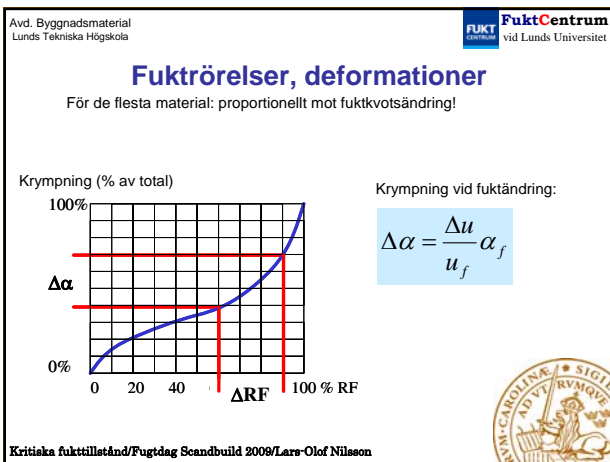 Avd. Byggnadsmaterial
Lunds Tekniska Högskola
FUKT
CENTRUM
FuktCentrum
vid Lunds Universitet
Fuktrörelser, deformationer
För de flesta material: proportionellt mot fuktkvotsändring!
Krympning (% av total)
100%
Δα
0%
0 20 40 100 % RF
ΔRF
Krympning vid fuktändring:
Δα = Δu/u_f α_f
Kritiska fukttillstånd/Fugtdag Scandbuild 2009/Lars-Olof Nilsson